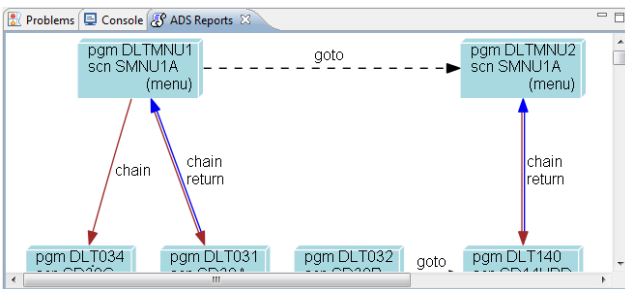 Problems Console ADS Reports
pgm DLTMNU1
scn SMNU1A
(menu)
goto
pgm DLTMNU2
scn SMNU1A
(menu)
chain
chain
return
chain
return
pgm DLT034
pgm DLT031
pgm DLT032
goto
pgm DLT140